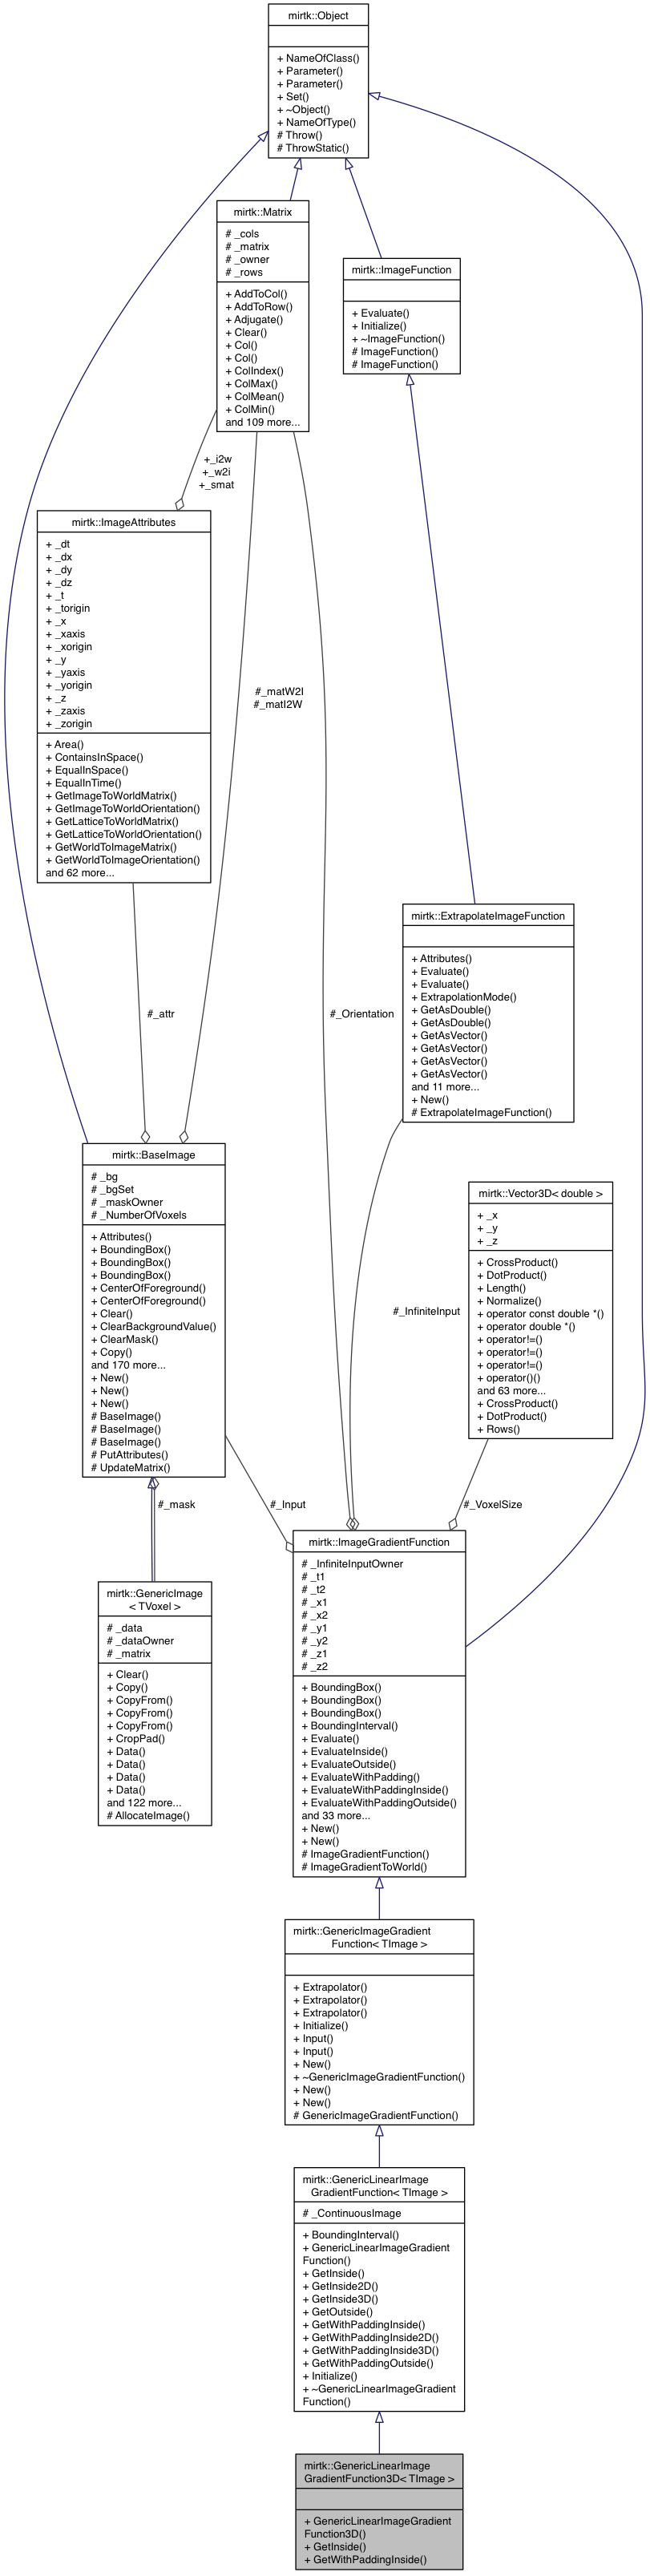 mirtk::Object
+ NameOfClass()
+ Parameter()
+ Parameter()
+ Set()
+ ~Object()
+ NameOfType()
# Throw()
# ThrowStatic()
mirtk::Matrix
# _cols
# _matrix
# _owner
# _rows
+ AddToCol()
+ AddToRow()
+ Adjugate()
+ Clear()
+ Col()
+ Col()
+ ColIndex()
+ ColMax()
+ ColMean()
+ ColMin()
and 109 more...
mirtk::ImageFunction
+ Evaluate()
+ Initialize()
+ ~ImageFunction()
# ImageFunction()
# ImageFunction()
+_i2w
+_w2i
+_smat
mirtk::ImageAttributes
+ _dt
+ _dx
+ _dy
+ _dz
+ _t
+ _torigin
+ _x
+ _xaxis
+ _xorigin
+ _y
+ _yaxis
+ _yorigin
+ _z
+ _zaxis
+ _zorigin
+ Area()
+ ContainsInSpace()
+ EqualInSpace()
+ EqualInTime()
+ GetImageToWorldMatrix()
+ GetImageToWorldOrientation()
+ GetLatticeToWorldMatrix()
+ GetLatticeToWorldOrientation()
+ GetWorldToImageMatrix()
+ GetWorldToImageOrientation()
and 62 more...
#_matW2I
#_matI2W
mirtk::ExtrapolateImageFunction
+ Attributes()
+ Evaluate()
+ Evaluate()
+ ExtrapolationMode()
+ GetAsDouble()
+ GetAsDouble()
+ GetAsVector()
+ GetAsVector()
+ GetAsVector()
+ GetAsVector()
and 11 more...
+ New()
# ExtrapolateImageFunction()
#_attr
#_Orientation
mirtk::BaseImage
# _bg
# _bgSet
# _maskOwner
# _NumberOfVoxels
+ Attributes()
+ BoundingBox()
+ BoundingBox()
+ BoundingBox()
+ CenterOfForeground()
+ CenterOfForeground()
+ Clear()
+ ClearBackgroundValue()
+ ClearMask()
+ Copy()
and 170 more...
+ New()
+ New()
+ New()
# BaseImage()
# BaseImage()
# BaseImage()
# PutAttributes()
# UpdateMatrix()
mirtk::Vector3D< double >
+ _x
+ _y
+ _z
+ CrossProduct()
+ DotProduct()
+ Length()
+ Normalize()
+ operator const double *()
+ operator double *()
+ operator!=()
+ operator!=()
+ operator!=()
+ operator()()
and 63 more...
+ CrossProduct()
+ DotProduct()
+ Rows()
#_InfiniteInput
#_mask
#_Input
#_VoxelSize
mirtk::GenericImage
< TVoxel >
# _data
# _dataOwner
# _matrix
+ Clear()
+ Copy()
+ CopyFrom()
+ CopyFrom()
+ CopyFrom()
+ CropPad()
+ Data()
+ Data()
+ Data()
+ Data()
and 122 more...
# AllocateImage()
mirtk::ImageGradientFunction
# _InfiniteInputOwner
# _t1
# _t2
# _x1
# _x2
# _y1
# _y2
# _z1
# _z2
+ BoundingBox()
+ BoundingBox()
+ BoundingBox()
+ BoundingInterval()
+ Evaluate()
+ EvaluateInside()
+ EvaluateOutside()
+ EvaluateWithPadding()
+ EvaluateWithPaddingInside()
+ EvaluateWithPaddingOutside()
and 33 more...
+ New()
+ New()
# ImageGradientFunction()
# ImageGradientToWorld()
mirtk::GenericImageGradient
Function< TImage >
+ Extrapolator()
+ Extrapolator()
+ Extrapolator()
+ Initialize()
+ Input()
+ Input()
+ New()
+ ~GenericImageGradientFunction()
+ New()
+ New()
# GenericImageGradientFunction()
mirtk::GenericLinearImage
GradientFunction< TImage >
# _ContinuousImage
+ BoundingInterval()
+ GenericLinearImageGradient
Function()
+ GetInside()
+ GetInside2D()
+ GetInside3D()
+ GetOutside()
+ GetWithPaddingInside()
+ GetWithPaddingInside2D()
+ GetWithPaddingInside3D()
+ GetWithPaddingOutside()
+ Initialize()
+ ~GenericLinearImageGradient
Function()
mirtk::GenericLinearImage
GradientFunction3D< TImage >
+ GenericLinearImageGradient
Function3D()
+ GetInside()
+ GetWithPaddingInside()